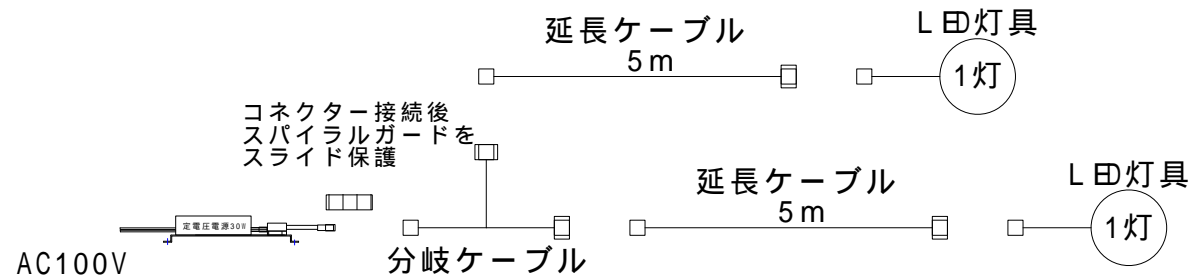 延長ケーブル
5m
LED灯具
1灯
コネクター接続後
スパイラルガードを
スライド保護
延長ケーブル
5m
LED灯具
1灯
定電圧電源30W
分岐ケーブル
AC100V